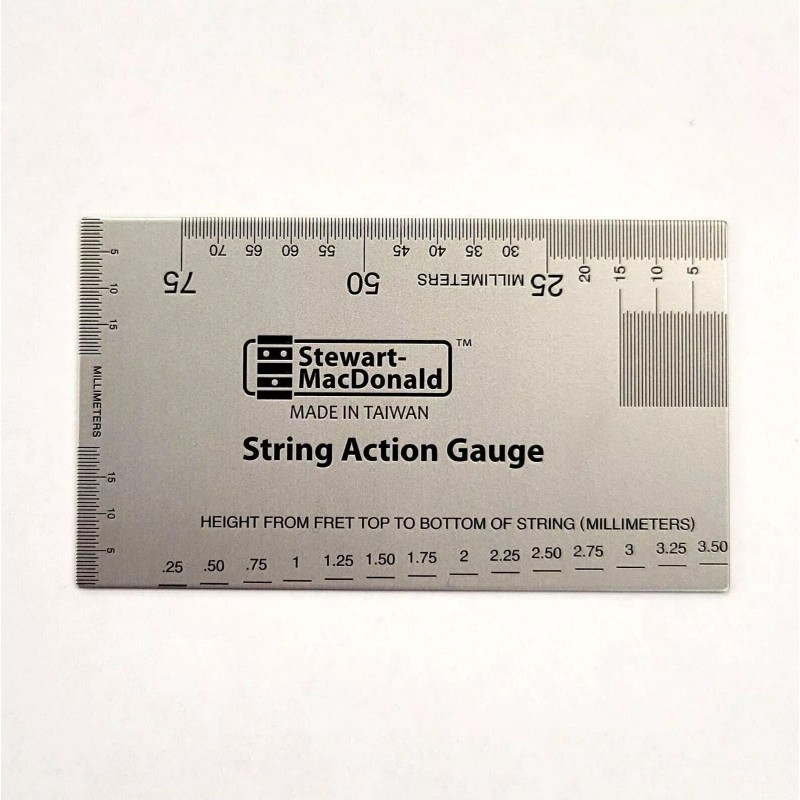 70 65 60 55 45 40 35 30 20 15 10 5
75 50 MILLIMETERS 25
5
10
15
MILLIMETERS
15
10
5
Stewart- ™
MacDonald
MADE IN TAIWAN
String Action Gauge
HEIGHT FROM FRET TOP TO BOTTOM OF STRING (MILLIMETERS)
.25 .50 .75 1 1.25 1.50 1.75 2 2.25 2.50 2.75 3 3.25 3.50